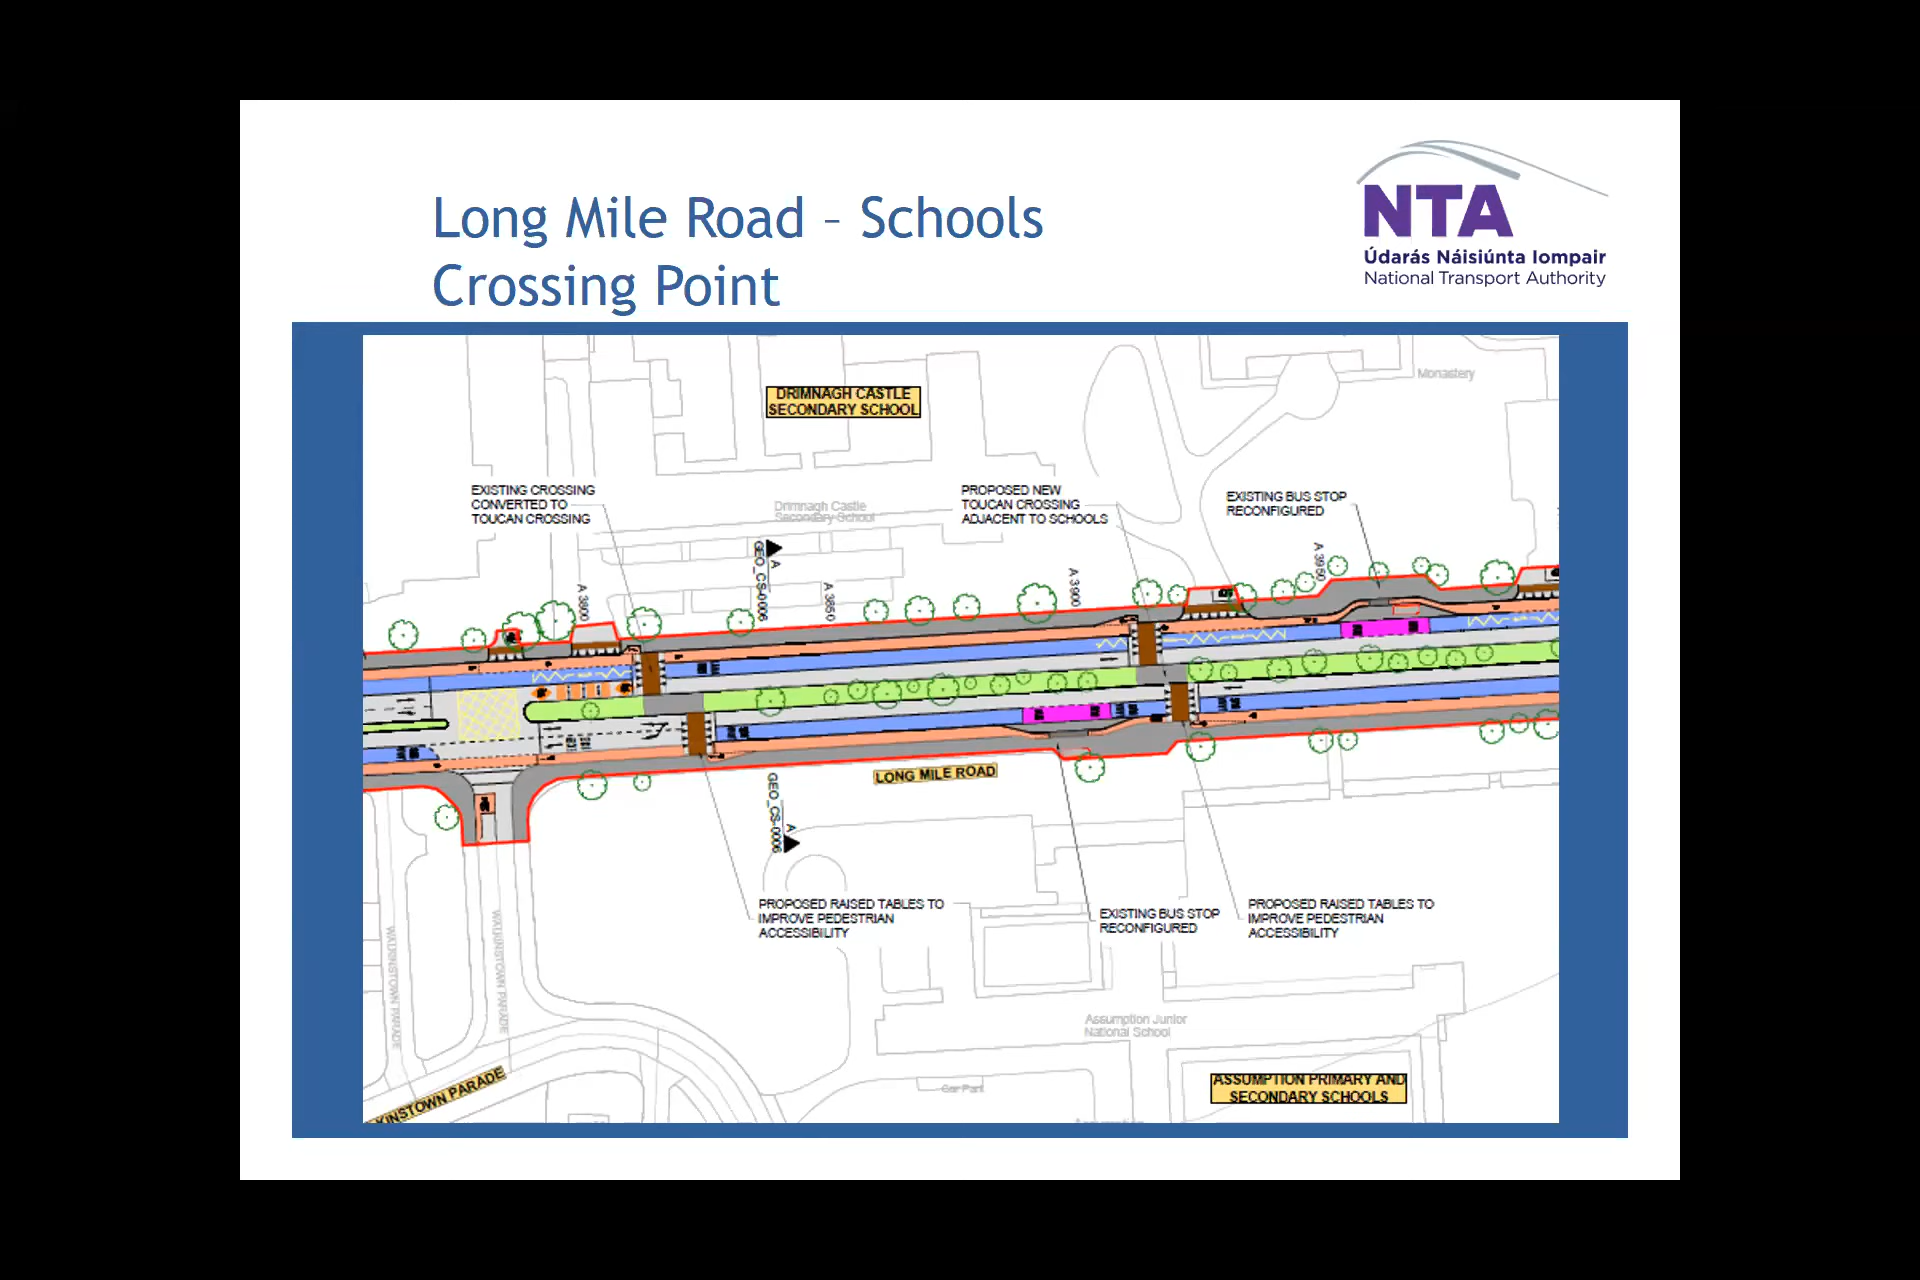 Long Mile Road – Schools
Crossing Point
NTA
Údarás Náisiúnta Iompair
National Transport Authority
DRIMNAGH CASTLE
SECONDARY SCHOOL
Monastery
EXISTING CROSSING
CONVERTED TO
TOUCAN CROSSING
Drimnagh Castle
Secondary School
PROPOSED NEW
TOUCAN CROSSING
ADJACENT TO SCHOOLS
EXISTING BUS STOP
RECONFIGURED
A 3800
A
GEO_CS-0006
A 3850
A 3900
A 3950
LONG MILE ROAD
GEO_CS-0006
A
PROPOSED RAISED TABLES TO
IMPROVE PEDESTRIAN
ACCESSIBILITY
EXISTING BUS STOP
RECONFIGURED
PROPOSED RAISED TABLES TO
IMPROVE PEDESTRIAN
ACCESSIBILITY
WALKINSTOWN PARADE
WALKINSTOWN PARADE
Assumption Junior
National School
Car Park
KINSTOWN PARADE
ASSUMPTION PRIMARY AND
SECONDARY SCHOOLS